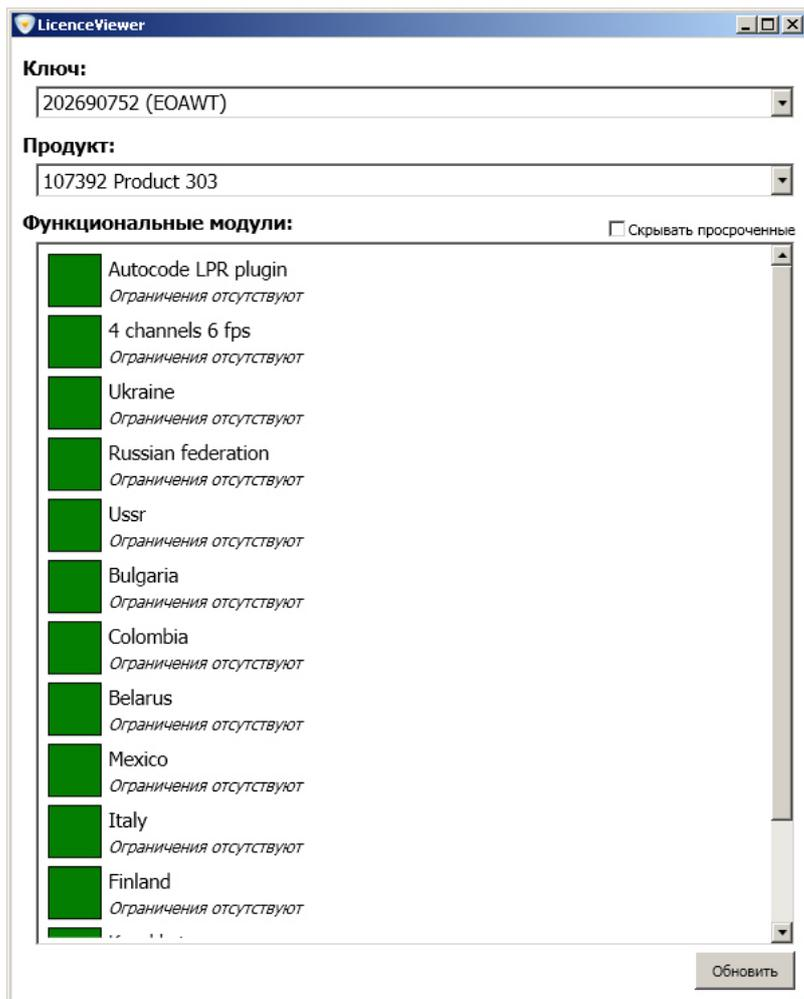 LicenceViewer
Ключ:
202690752 (EOAWT)
Продукт:
107392 Product 303
Функциональные модули:
Скрывать просроченные
Autocode LPR plugin
Ограничения отсутствуют
4 channels 6 fps
Ограничения отсутствуют
Ukraine
Ограничения отсутствуют
Russian federation
Ограничения отсутствуют
Ussr
Ограничения отсутствуют
Bulgaria
Ограничения отсутствуют
Colombia
Ограничения отсутствуют
Belarus
Ограничения отсутствуют
Mexico
Ограничения отсутствуют
Italy
Ограничения отсутствуют
Finland
Ограничения отсутствуют
Обновить